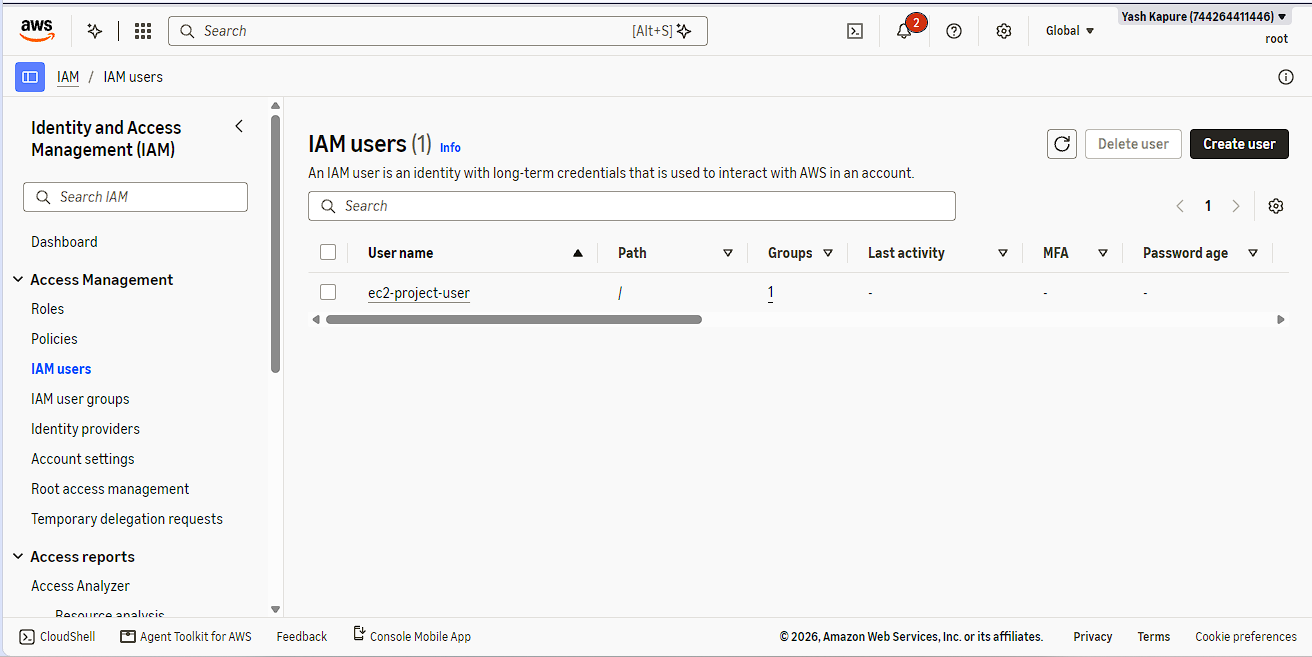 aws
Search [Alt+S]
2
Global
Yash Kapure (744264411446)
root
IAM / IAM users
Identity and Access Management (IAM)
Search IAM
Dashboard
Access Management
Roles
Policies
IAM users
IAM user groups
Identity providers
Account settings
Root access management
Temporary delegation requests
Access reports
Access Analyzer
Resource analysis
IAM users (1) Info
Delete user
Create user
An IAM user is an identity with long-term credentials that is used to interact with AWS in an account.
Search
1
User name Path Groups Last activity MFA Password age
ec2-project-user / 1 - - -
CloudShell Agent Toolkit for AWS Feedback Console Mobile App © 2026, Amazon Web Services, Inc. or its affiliates. Privacy Terms Cookie preferences